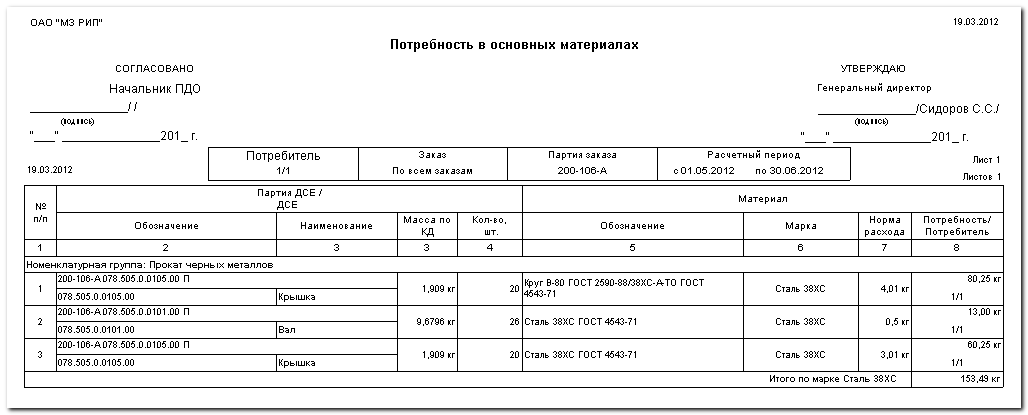 ОАО "МЗ РИП" 19.03.2012
Потребность в основных материалах
СОГЛАСОВАНО УТВЕРЖДАЮ
Начальник ПДО Генеральный директор
_______________/ / _______________/Сидоров С.С./
(подпись) (подпись)
"___" _______________201_ г. "___" _______________201_ г.
19.03.2012
Потребитель Заказ Партия заказа Расчетный период
1/1 По всем заказам 200-106-А с 01.05.2012 по 30.06.2012
Лист 1
Листов 1
№ п/п Партия ДСЕ / ДСЕ Материал
Обозначение Наименование Масса по КД Кол-во, шт. Обозначение Марка Норма расхода Потребность/ Потребитель
1 2 3 3 4 5 6 7 8
Номенклатурная группа: Прокат черных металлов
1 200-106-А 078.505.0.0105.00 П 1,909 кг 20 Круг В-80 ГОСТ 2590-88/38ХС-А-ТО ГОСТ 4543-71 Сталь 38ХС 4,01 кг 80,25 кг
078.505.0.0105.00 Крышка 1/1
2 200-106-А 078.505.0.0101.00 П 9,6796 кг 26 Сталь 38ХС ГОСТ 4543-71 Сталь 38ХС 0,5 кг 13,00 кг
078.505.0.0101.00 Вал 1/1
3 200-106-А 078.505.0.0105.00 П 1,909 кг 20 Сталь 38ХС ГОСТ 4543-71 Сталь 38ХС 3,01 кг 60,25 кг
078.505.0.0105.00 Крышка 1/1
Итого по марке Сталь 38ХС 153,49 кг